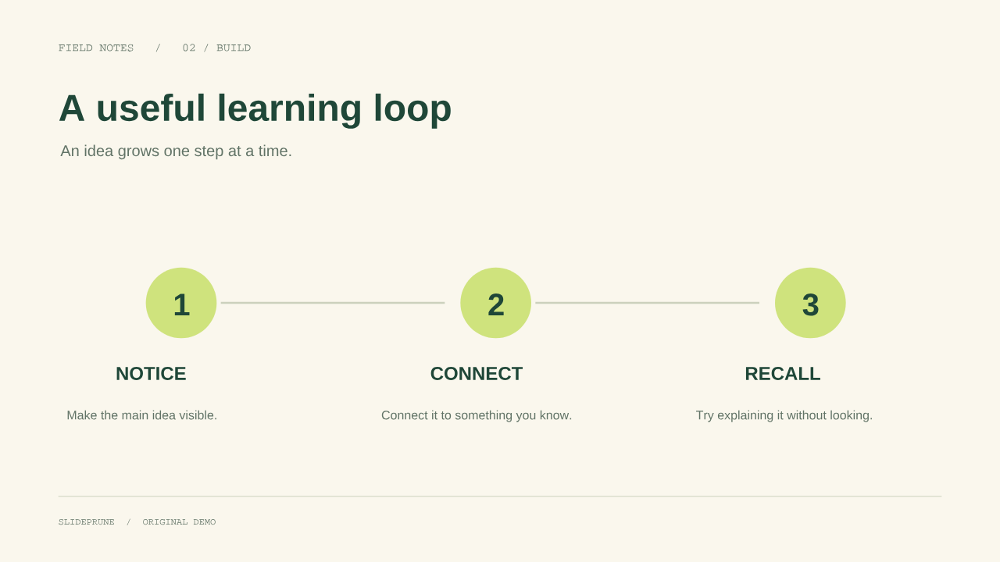 FIELD NOTES / 02 / BUILD
A useful learning loop
An idea grows one step at a time.
1
2
3
NOTICE
CONNECT
RECALL
Make the main idea visible.
Connect it to something you know.
Try explaining it without looking.
SLIDEPRUNE / ORIGINAL DEMO